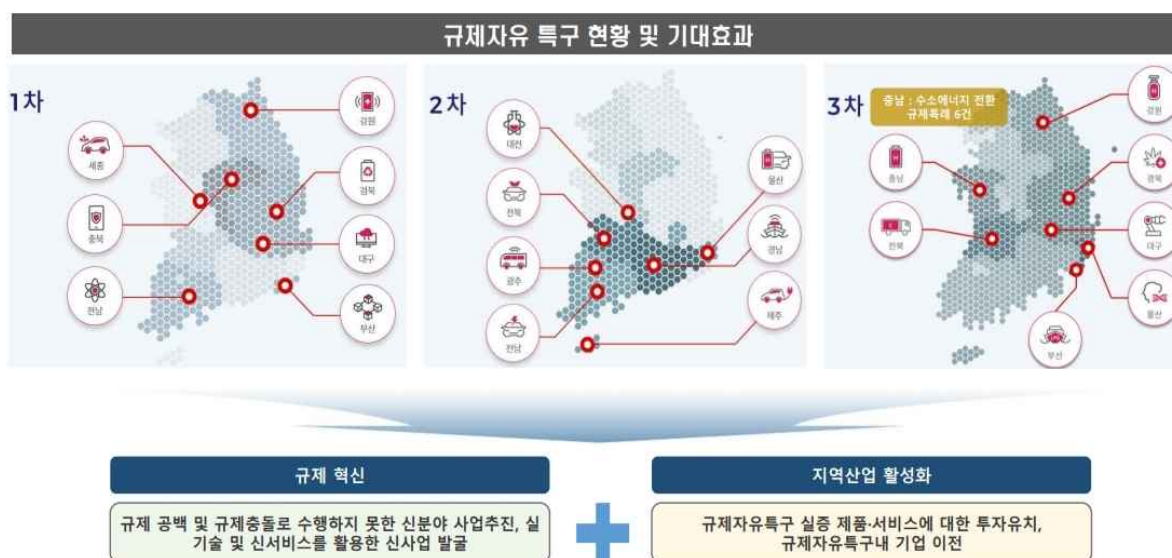 규제자유 특구 현황 및 기대효과
1차
강원
세종
경북
충북
대구
전남
부산
2차
대전
울산
전북
경남
광주
제주
전남
3차
충남 : 수소에너지 전환
규제특례 6건
강원
충남
경북
전북
대구
울산
부산
규제 혁신
규제 공백 및 규제충돌로 수행하지 못한 신분야 사업추진, 실
기술 및 신서비스를 활용한 신사업 발굴
지역산업 활성화
규제자유특구 실증 제품·서비스에 대한 투자유치,
규제자유특구내 기업 이전